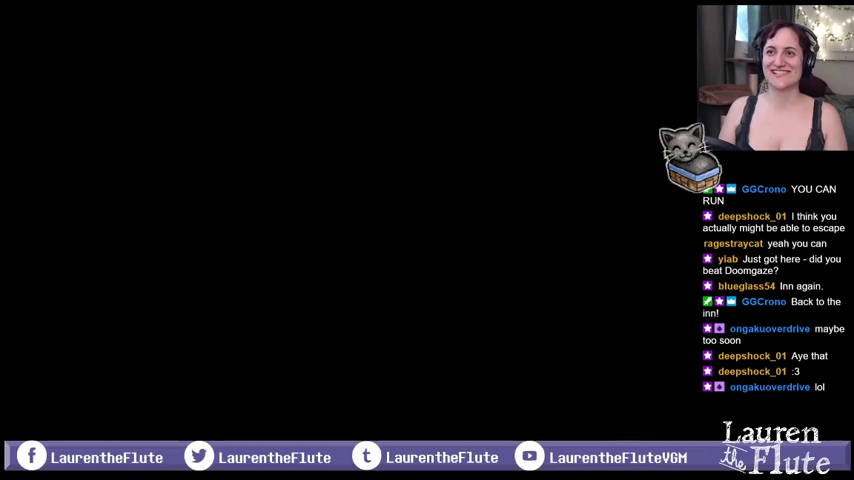 GGCrono YOU CAN
RUN
deepshock_01 I think you
actually might be able to escape
ragestraycat yeah you can
yiab Just got here - did you
beat Doomgaze?
blueglass54 Inn again.
GGCrono Back to the
inn!
ongakuoverdrive maybe
too soon
deepshock_01 Aye that
deepshock_01 :3
ongakuoverdrive lol
LaurentheFlute
LaurentheFlute
LaurentheFlute
LaurentheFluteVGM
Lauren
the Flute